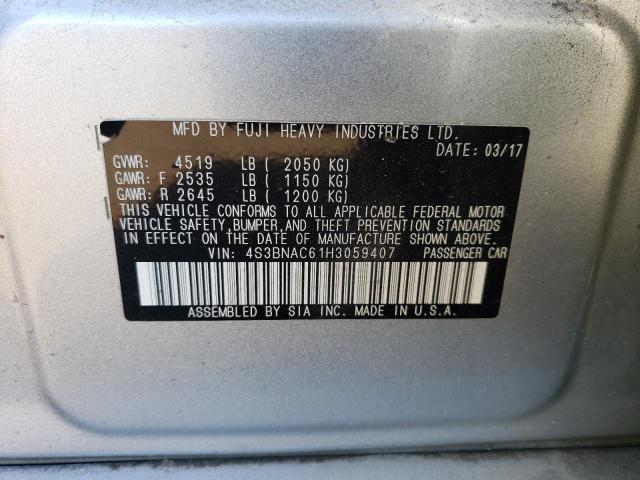 MFD BY FUJI HEAVY INDUSTRIES LTD.
DATE: 03/17
GVWR: 4519 LB ( 2050 KG)
GAWR: F 2535 LB ( 1150 KG)
GAWR: R 2645 LB ( 1200 KG)
THIS VEHICLE CONFORMS TO ALL APPLICABLE FEDERAL MOTOR
VEHICLE SAFETY, BUMPER, AND THEFT PREVENTION STANDARDS
IN EFFECT ON THE DATE OF MANUFACTURE SHOWN ABOVE.
VIN: 4S3BNAC61H3059407 PASSENGER CAR
ASSEMBLED BY SIA INC. MADE IN U.S.A.